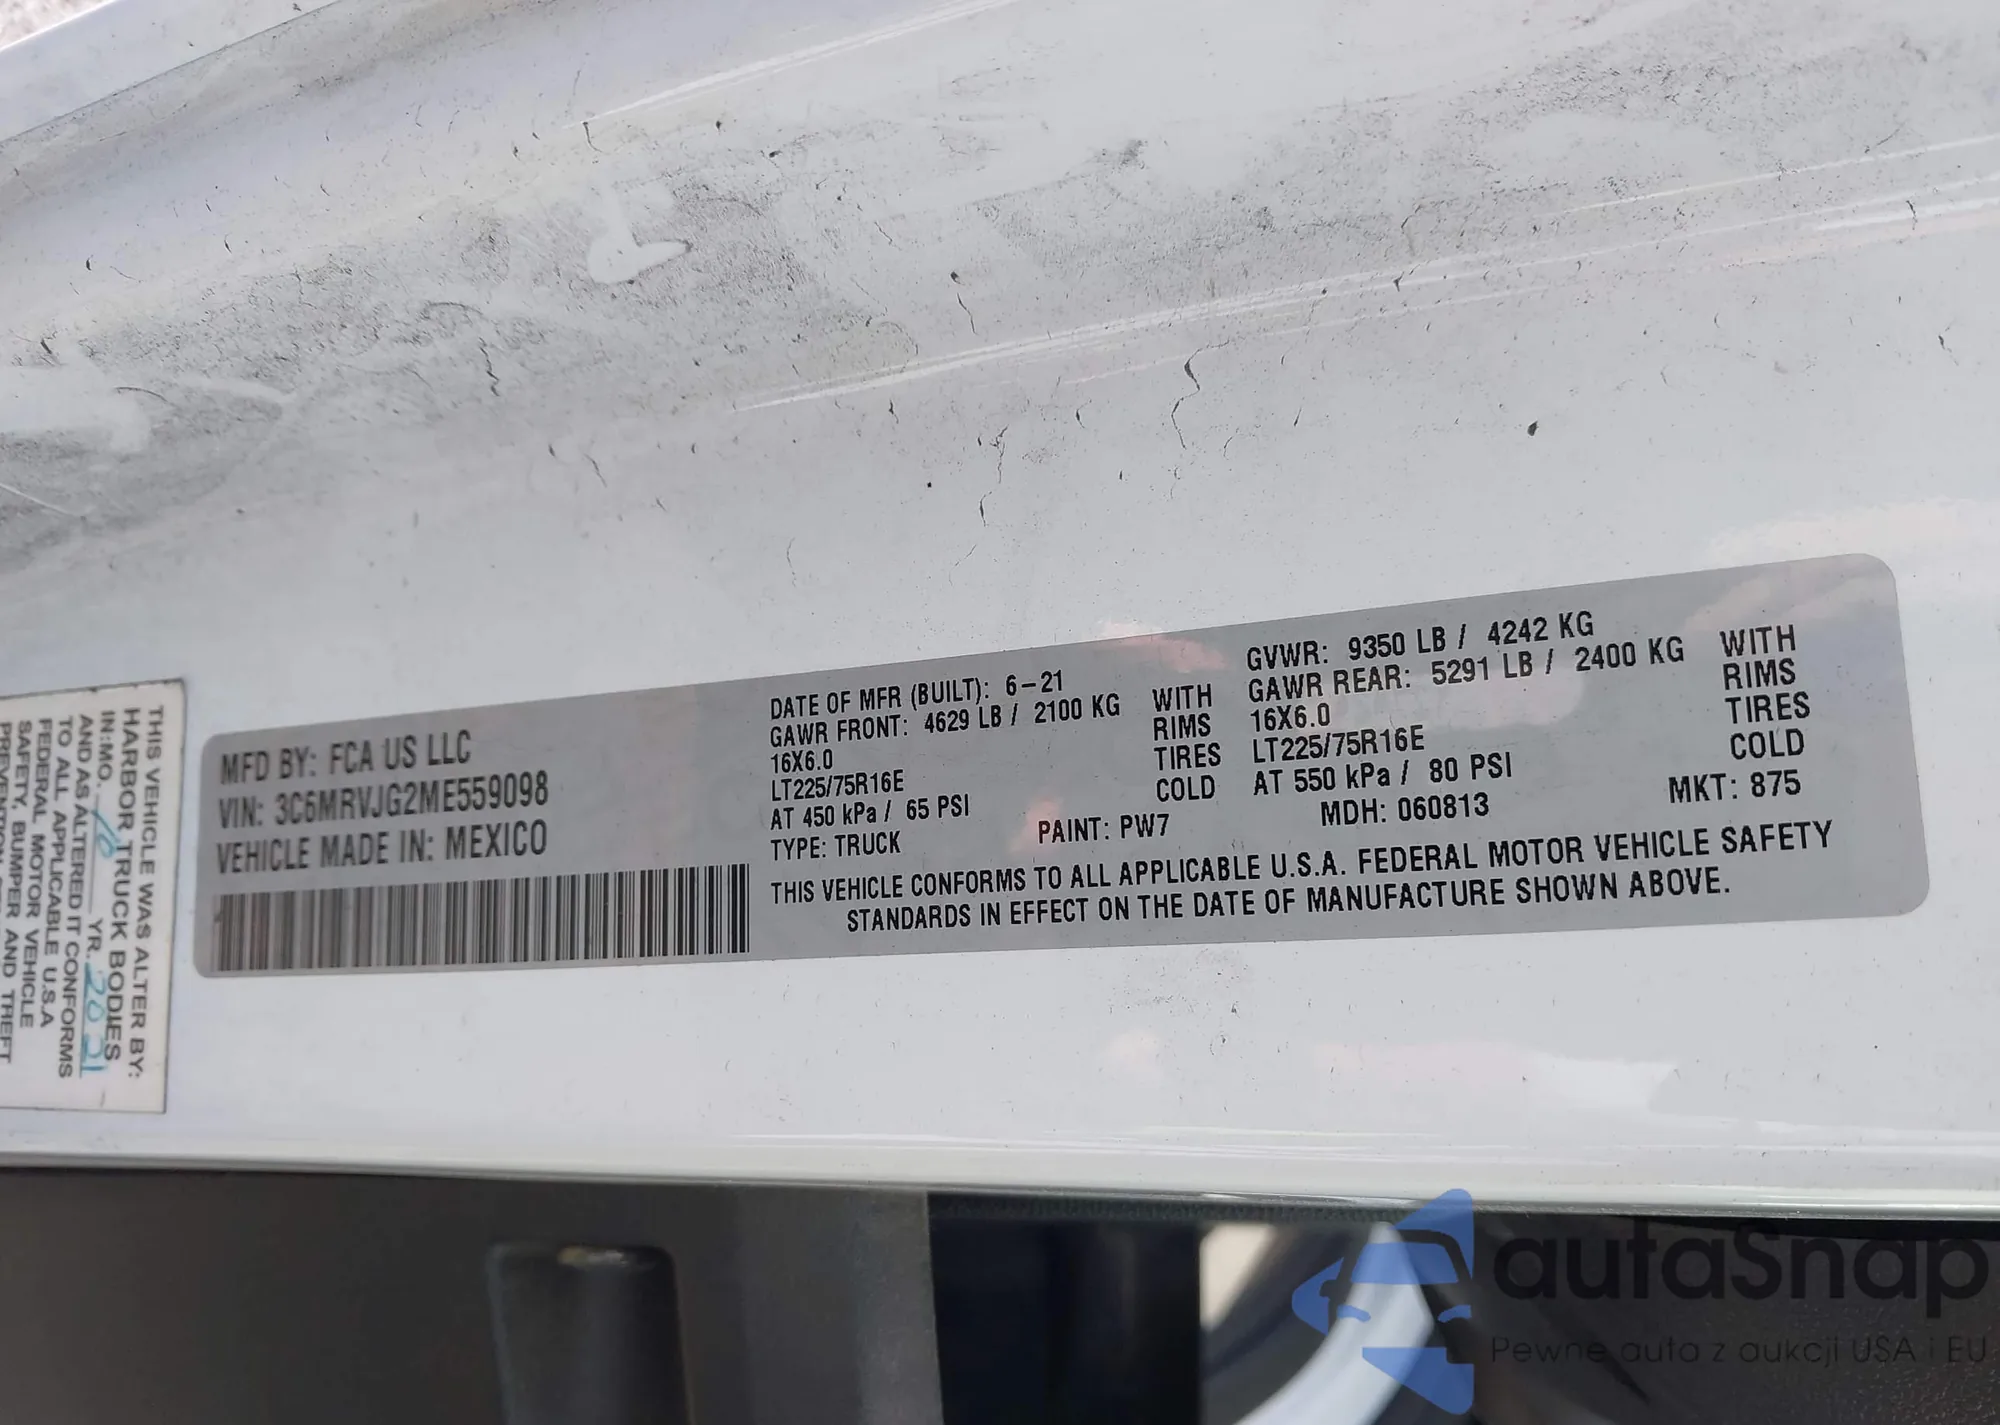 THIS VEHICLE WAS ALTER BY:
HARBOR TRUCK BODIES
IN:MO. 10 YR. 2021
AND AS ALTERED IT CONFORMS
TO ALL APPLICABLE U.S.A
FEDERAL MOTOR VEHICLE
SAFETY, BUMPER AND THEFT
MFD BY: FCA US LLC
VIN: 3C6MRVJG2ME559098
VEHICLE MADE IN: MEXICO
DATE OF MFR (BUILT): 6-21
GAWR FRONT: 4629 LB / 2100 KG WITH
16X6.0 RIMS
LT225/75R16E TIRES
AT 450 kPa / 65 PSI COLD
TYPE: TRUCK PAINT: PW7
GVWR: 9350 LB / 4242 KG
GAWR REAR: 5291 LB / 2400 KG WITH
16X6.0 RIMS
LT225/75R16E TIRES
AT 550 kPa / 80 PSI COLD
MDH: 060813 MKT: 875
THIS VEHICLE CONFORMS TO ALL APPLICABLE U.S.A. FEDERAL MOTOR VEHICLE SAFETY
STANDARDS IN EFFECT ON THE DATE OF MANUFACTURE SHOWN ABOVE.
autaSnap
Pewne auta z aukcji USA i EU